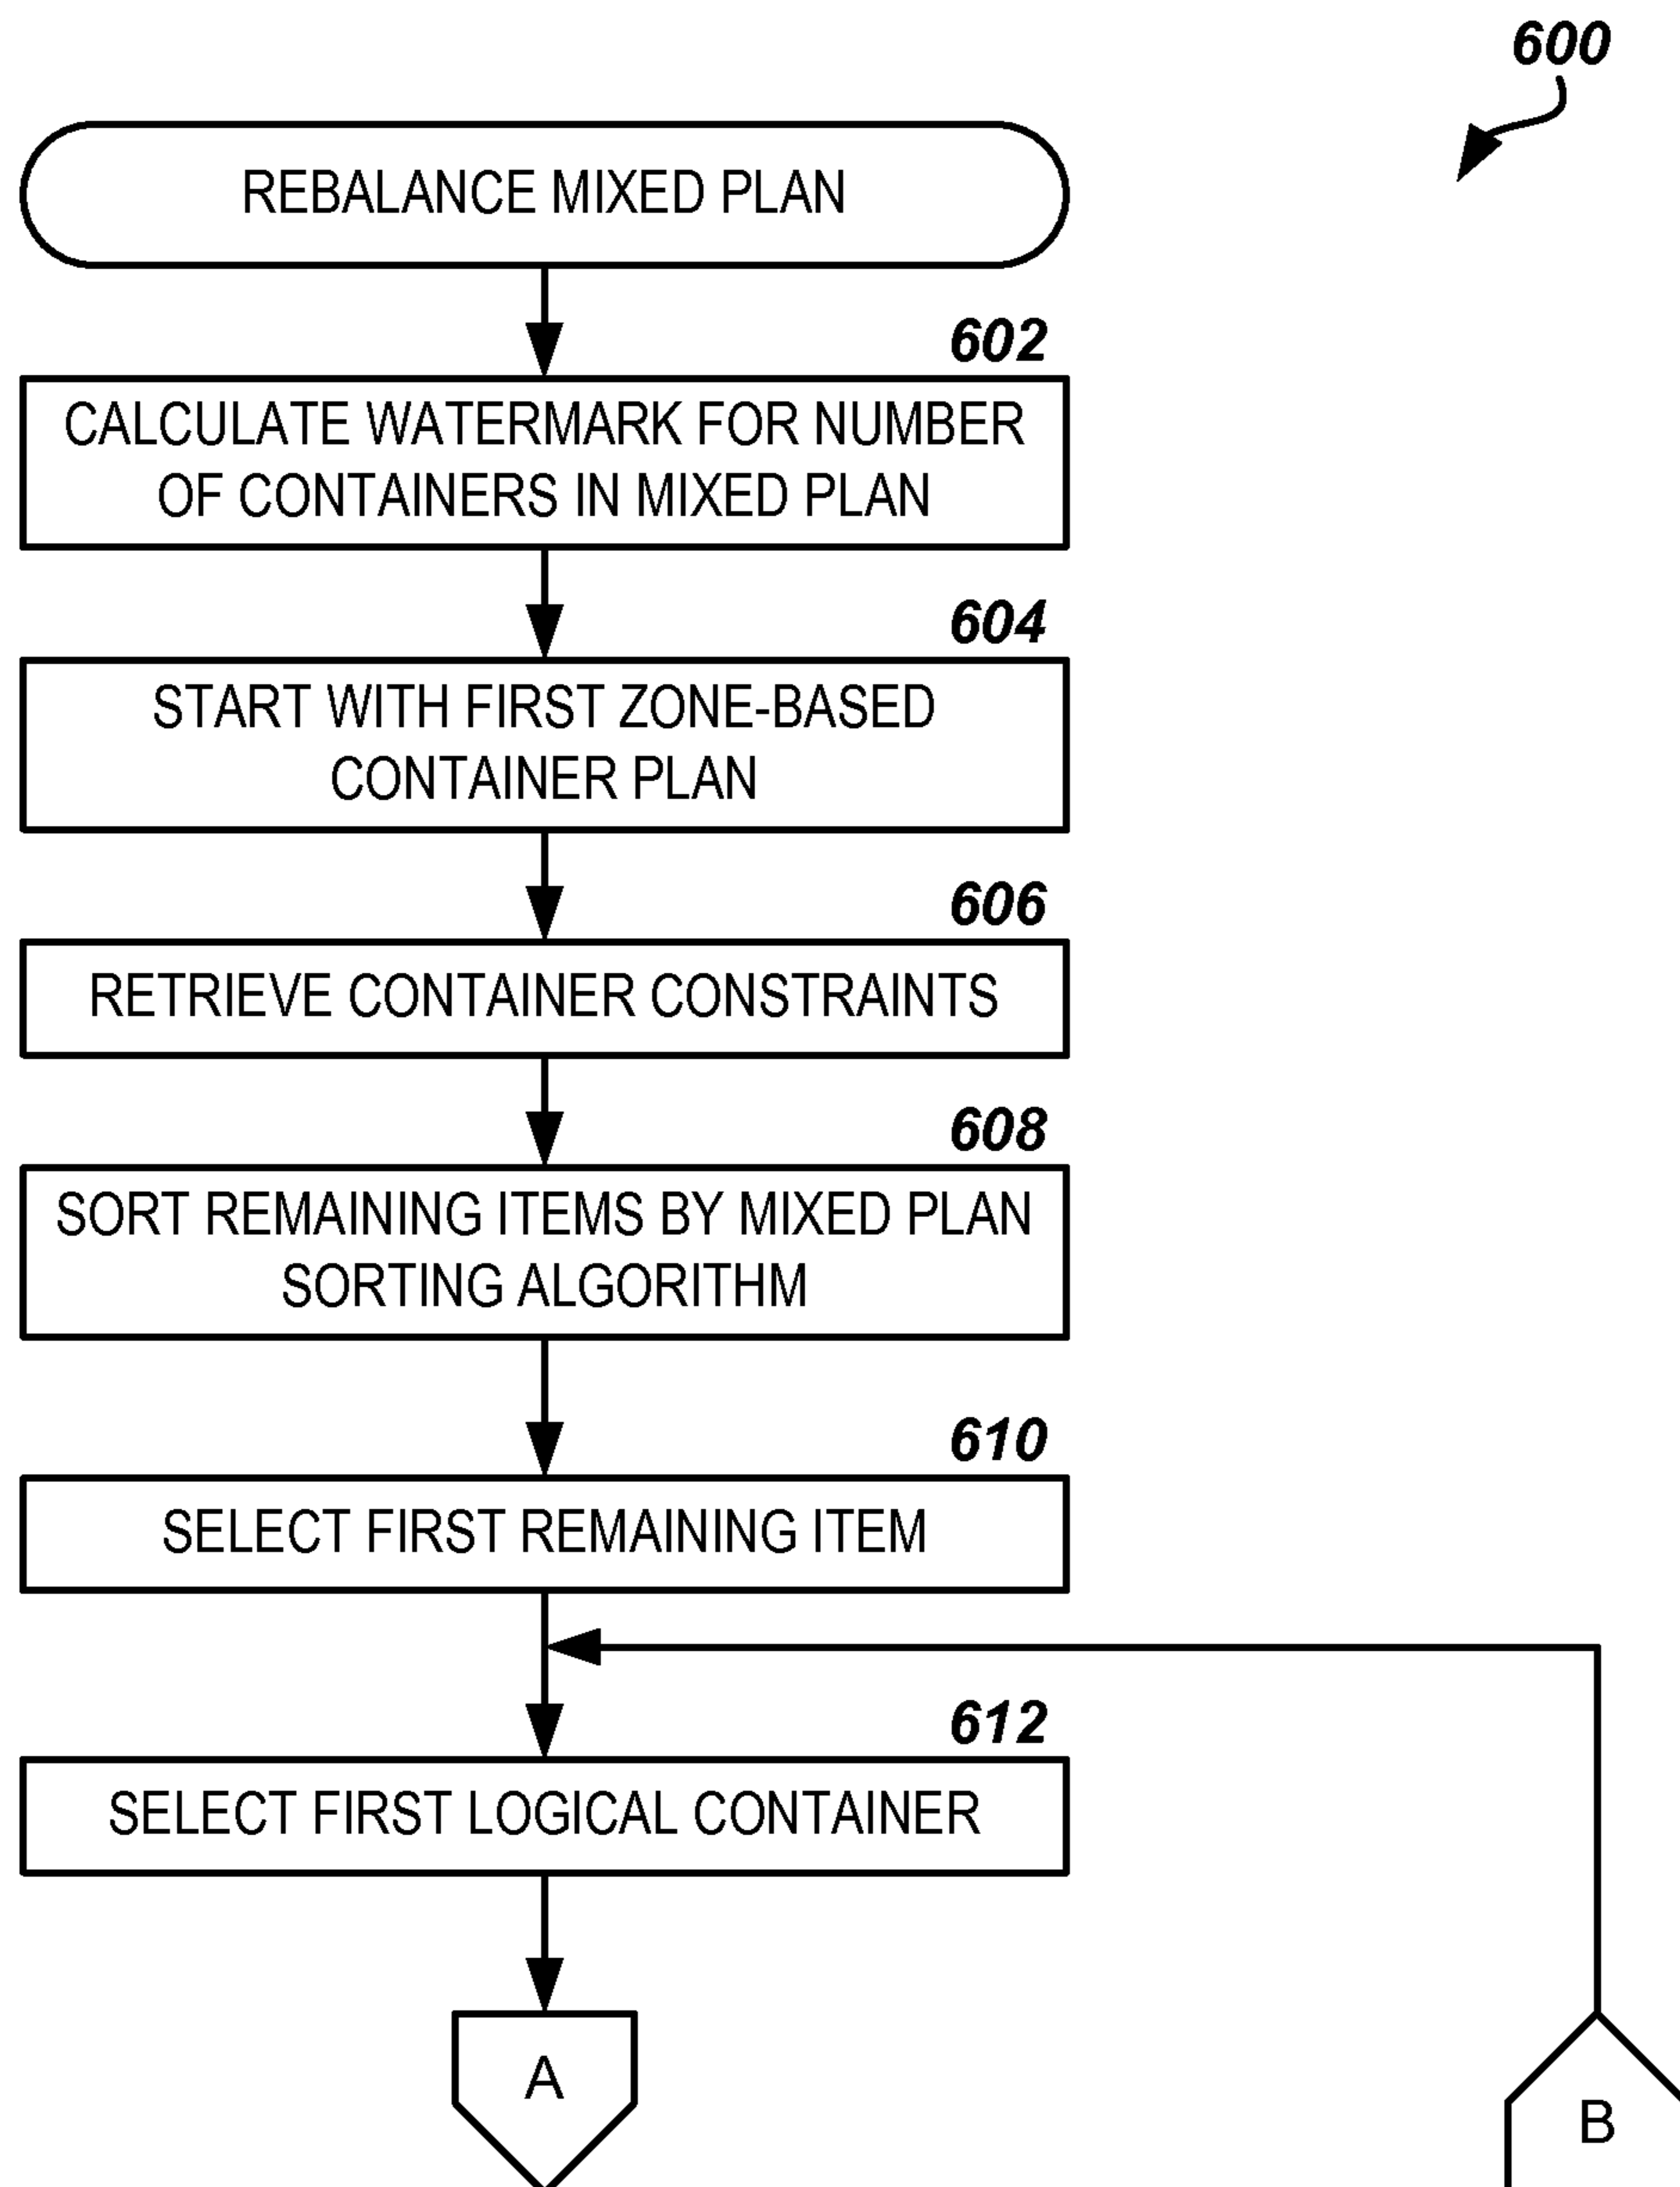 600
REBALANCE MIXED PLAN
602
CALCULATE WATERMARK FOR NUMBER
OF CONTAINERS IN MIXED PLAN
604
START WITH FIRST ZONE-BASED
CONTAINER PLAN
606
RETRIEVE CONTAINER CONSTRAINTS
608
SORT REMAINING ITEMS BY MIXED PLAN
SORTING ALGORITHM
610
SELECT FIRST REMAINING ITEM
612
SELECT FIRST LOGICAL CONTAINER
A
B